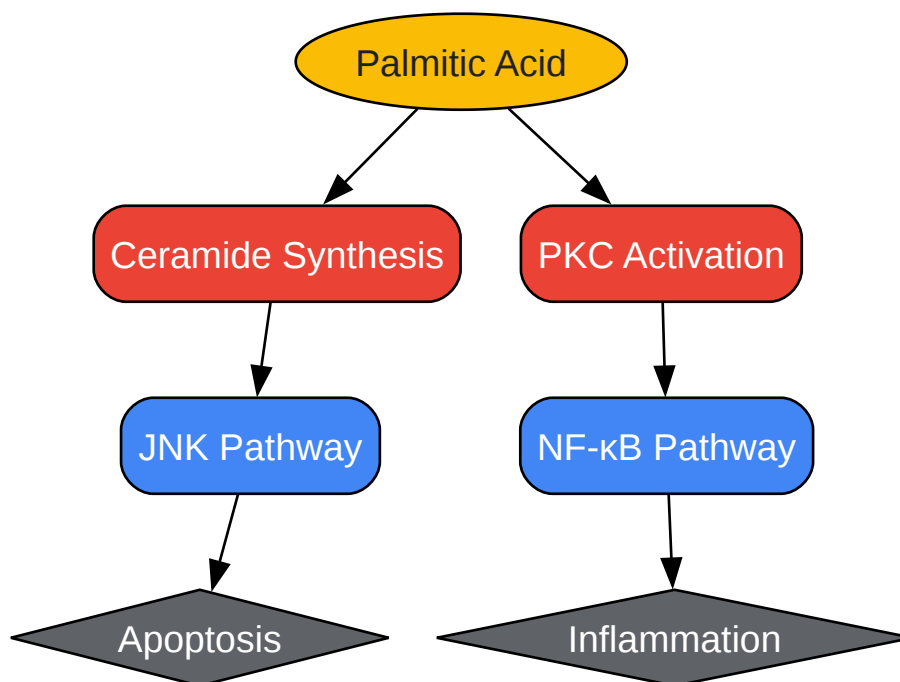 Palmitic Acid
Ceramide Synthesis
PKC Activation
JNK Pathway
NF-κB Pathway
Apoptosis
Inflammation